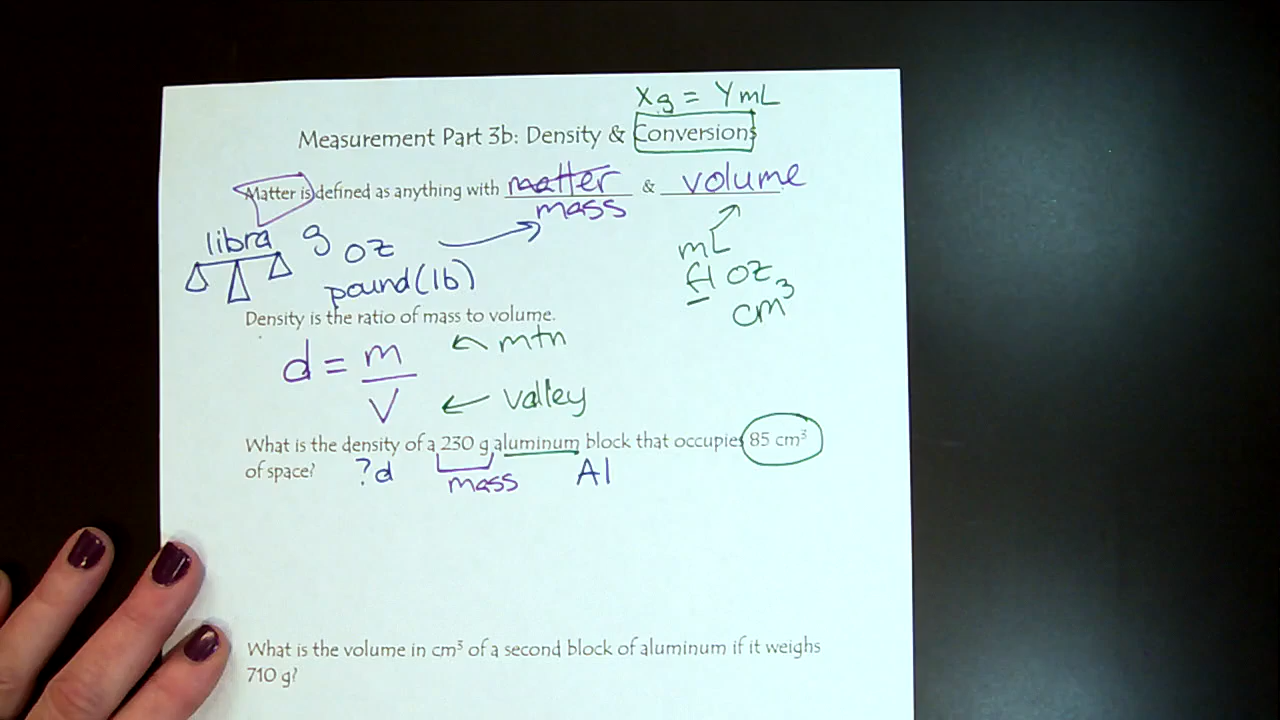 Xg = YmL
Measurement Part 3b: Density & Conversions
Matter is defined as anything with matter & volume
mass
libra g oz
pound (lb)
mL
fl oz
cm³
Density is the ratio of mass to volume.
d = m/V
← mtn
← valley
What is the density of a 230 g aluminum block that occupies 85 cm³
of space? ?d mass Al
What is the volume in cm³ of a second block of aluminum if it weighs
710 g?